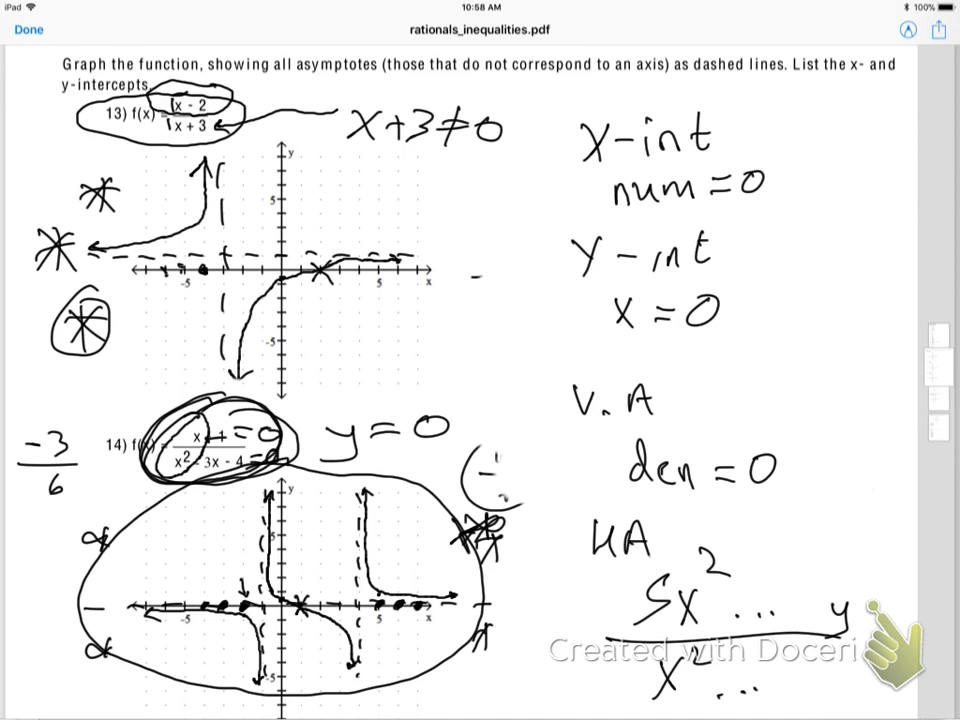 iPad 10:58 AM 100%
Done rationals_inequalities.pdf
Graph the function, showing all asymptotes (those that do not correspond to an axis) as dashed lines. List the x- and
y-intercepts.
13) f(x) = x - 2
x + 3
x+3≠0
x-int
num = 0
y
5
-5 5 x
-5
y-int
x = 0
V. A
den = 0
-3
6
14) f(x) = x - 1 = 0
x2 - 3x - 4 = 0
y = 0
y
5
-5 5 x
-5
HA
5x2 ... y
x2 ...
Created with Doceri